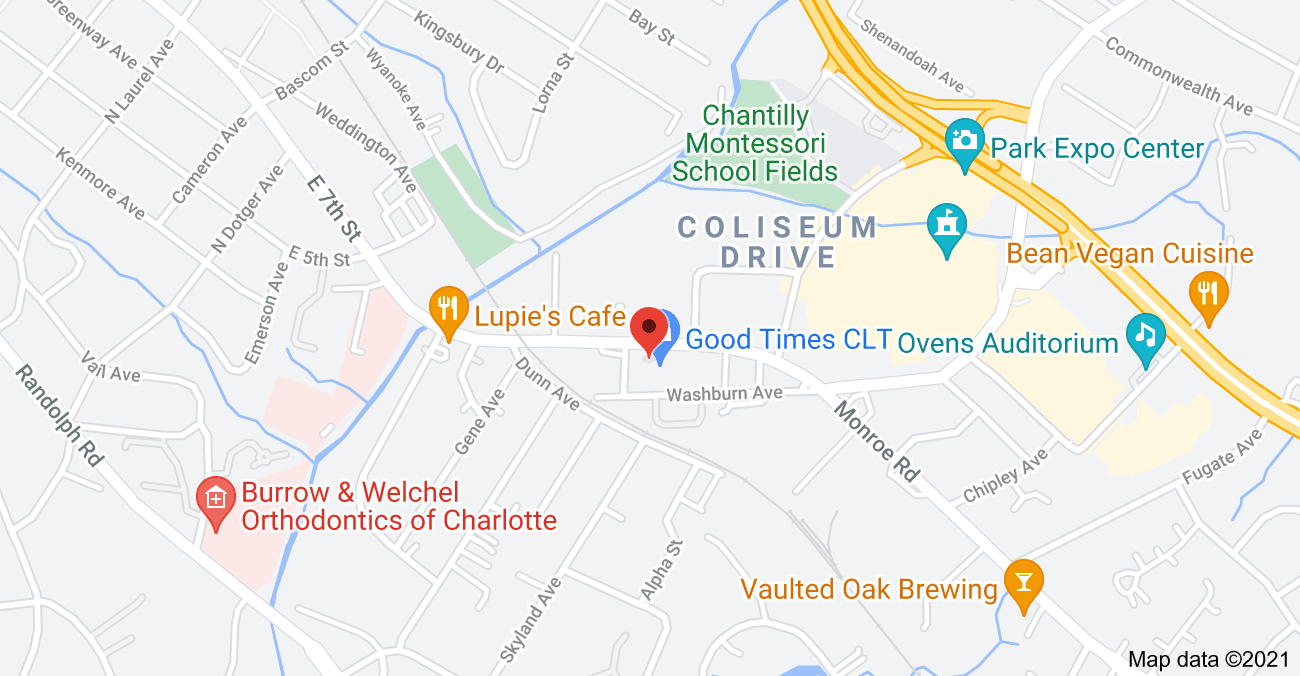 Greenway Ave
N Laurel Ave
Bascom St
Wyanoke Ave
Kingsbury Dr
Lorna St
Bay St
Shenandoah Ave
Commonwealth Ave
Weddington Ave
Cameron Ave
Kenmore Ave
N Dotger Ave
E 7th St
E 5th St
Emerson Ave
Chantilly
Montessori
School Fields
Park Expo Center
COLISEUM
DRIVE
Bean Vegan Cuisine
Lupie's Cafe
Good Times CLT
Ovens Auditorium
Vail Ave
Randolph Rd
Dunn Ave
Gene Ave
Washburn Ave
Monroe Rd
Chipley Ave
Fugate Ave
Burrow & Welchel
Orthodontics of Charlotte
Alpha St
Skyland Ave
Vaulted Oak Brewing
Map data ©2021